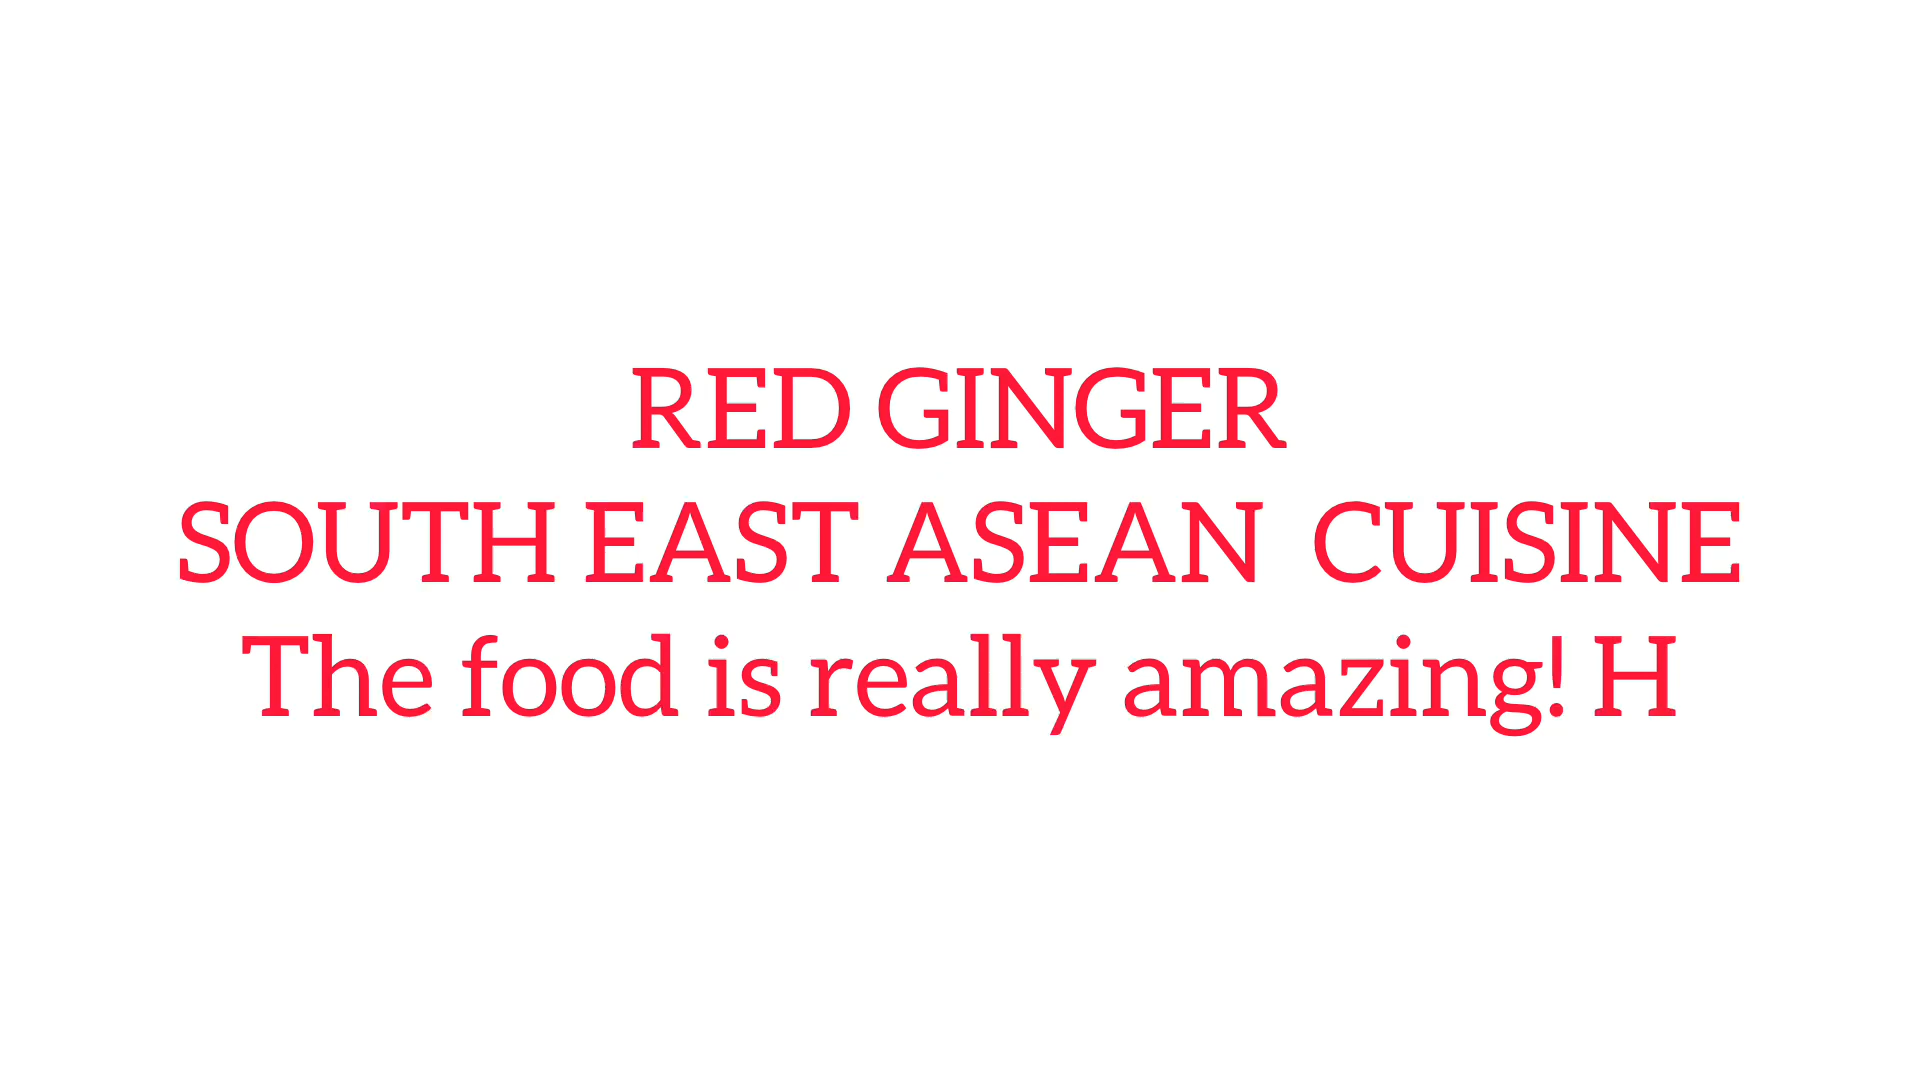 RED GINGER
SOUTH EAST ASEAN  CUISINE
The food is really amazing! H